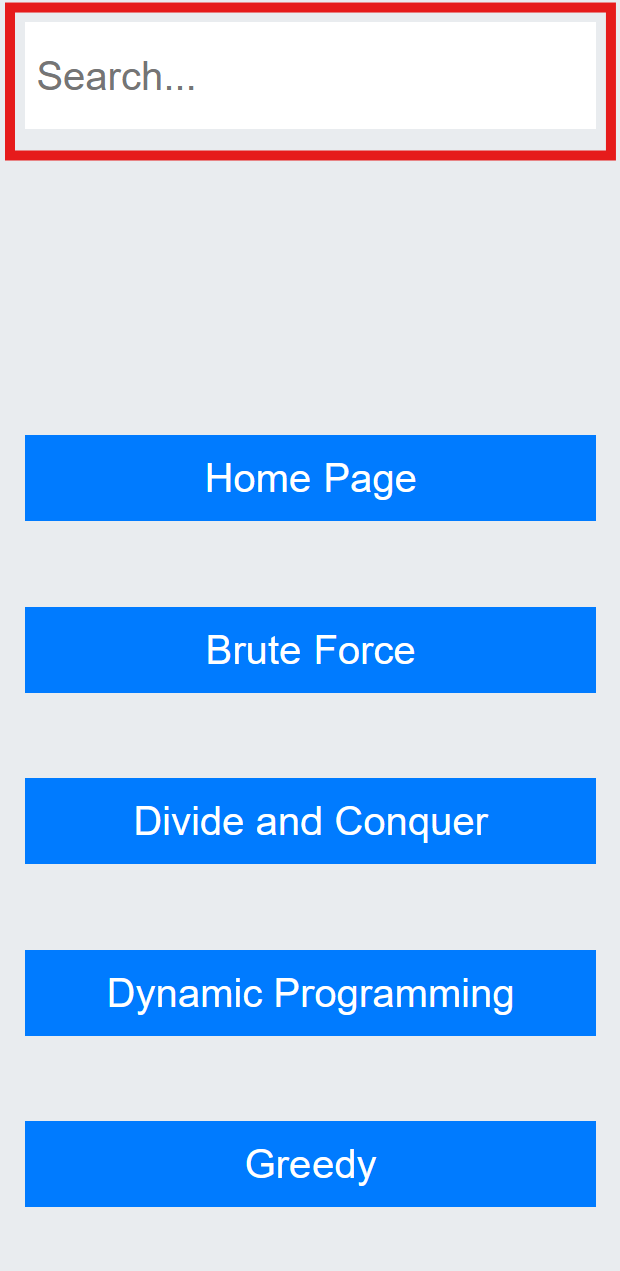 Search...
Home Page
Brute Force
Divide and Conquer
Dynamic Programming
Greedy